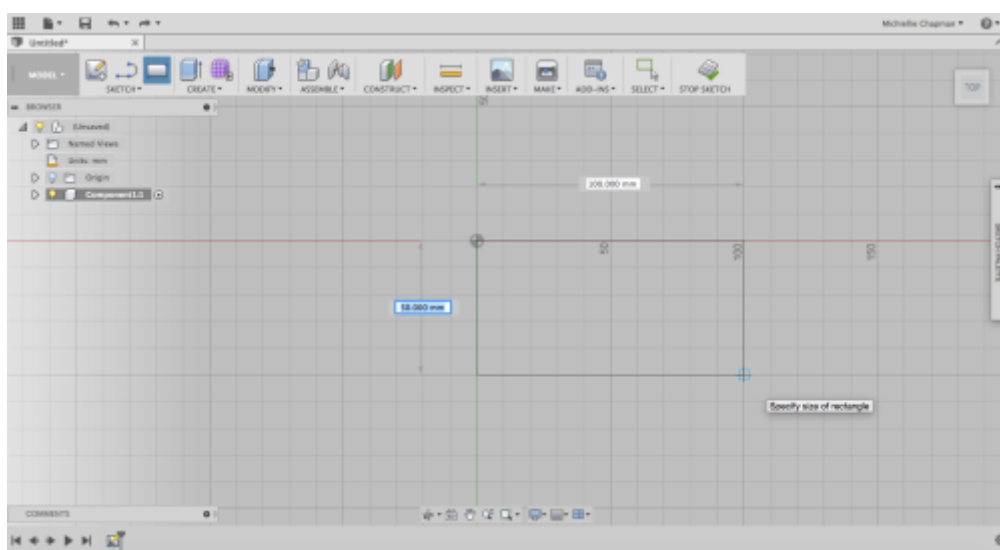 Michielle Chapman
Untitled*
MODEL
SKETCH
CREATE
MODIFY
ASSEMBLE
CONSTRUCT
INSPECT
INSERT
MAKE
ADD-INS
SELECT
STOP SKETCH
TOP
BROWSER
(Unsaved)
Named Views
Units: mm
Origin
Component1:1
100.000 mm
50
100
150
50.000 mm
Specify size of rectangle
COMMENTS